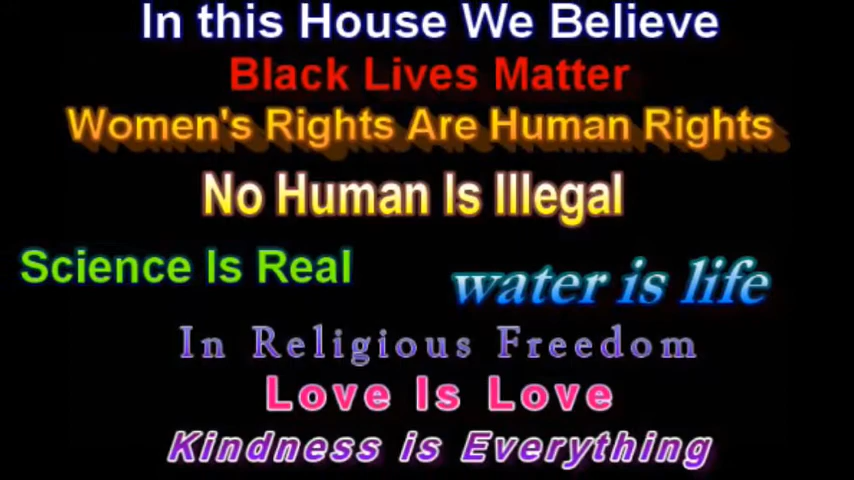 In this House We Believe
Black Lives Matter
Women's Rights Are Human Rights
No Human Is Illegal
Science Is Real
water is life
In Religious Freedom
Love Is Love
Kindness is Everything